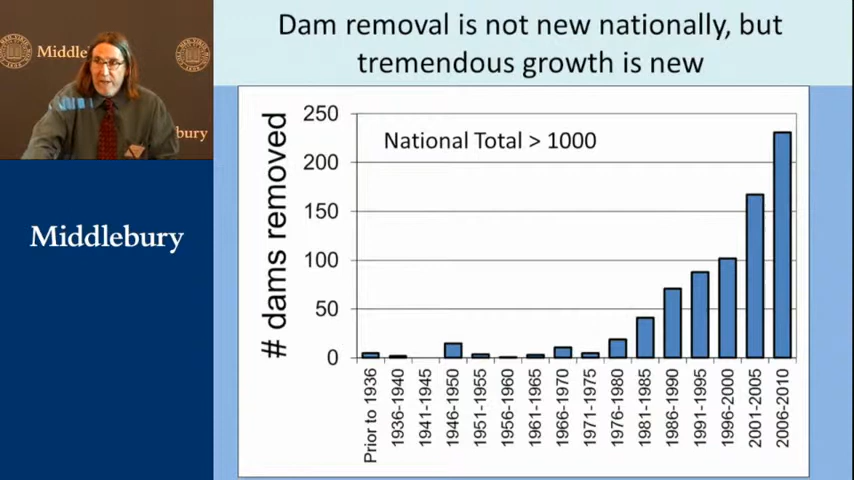 Dam removal is not new nationally, but
tremendous growth is new
Middle
bury
Middlebury
National Total > 1000
# dams removed
250
200
150
100
50
0
Prior to 1936
1936-1940
1941-1945
1946-1950
1951-1955
1956-1960
1961-1965
1966-1970
1971-1975
1976-1980
1981-1985
1986-1990
1991-1995
1996-2000
2001-2005
2006-2010